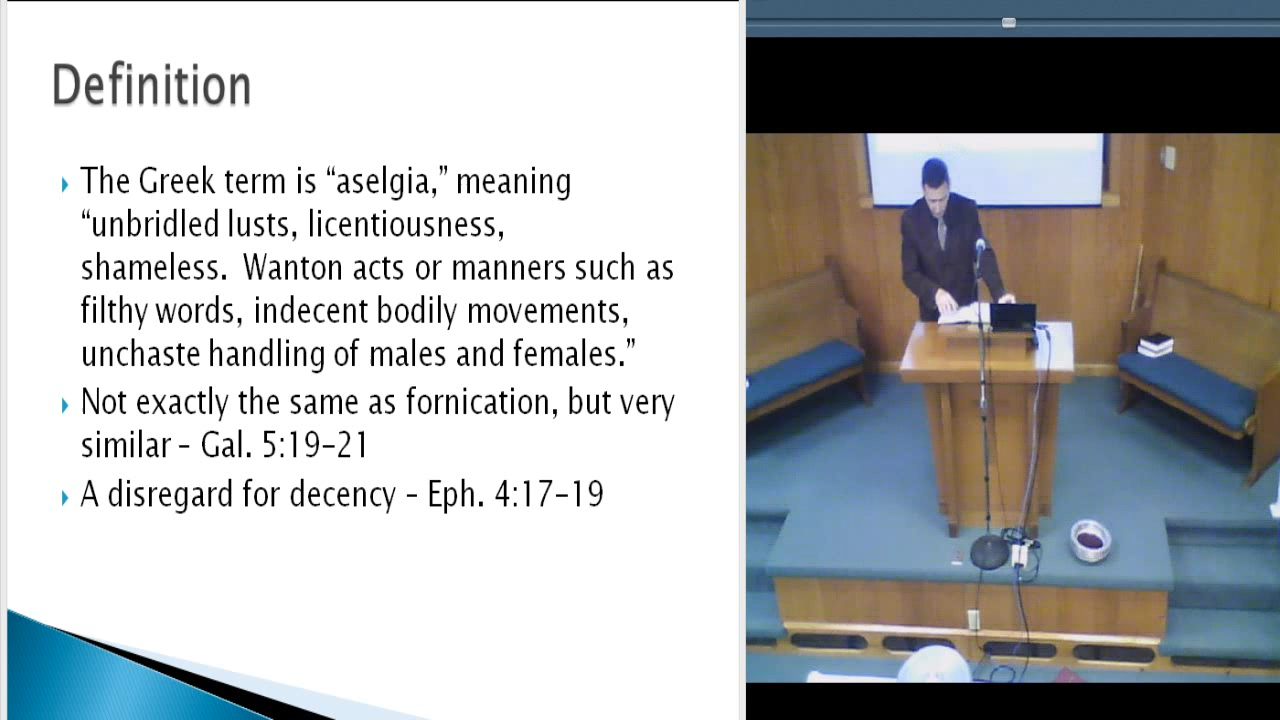 Definition
The Greek term is “aselgia,” meaning
“unbridled lusts, licentiousness,
shameless.  Wanton acts or manners such as
filthy words, indecent bodily movements,
unchaste handling of males and females.”
Not exactly the same as fornication, but very
similar – Gal. 5:19–21
A disregard for decency – Eph. 4:17–19